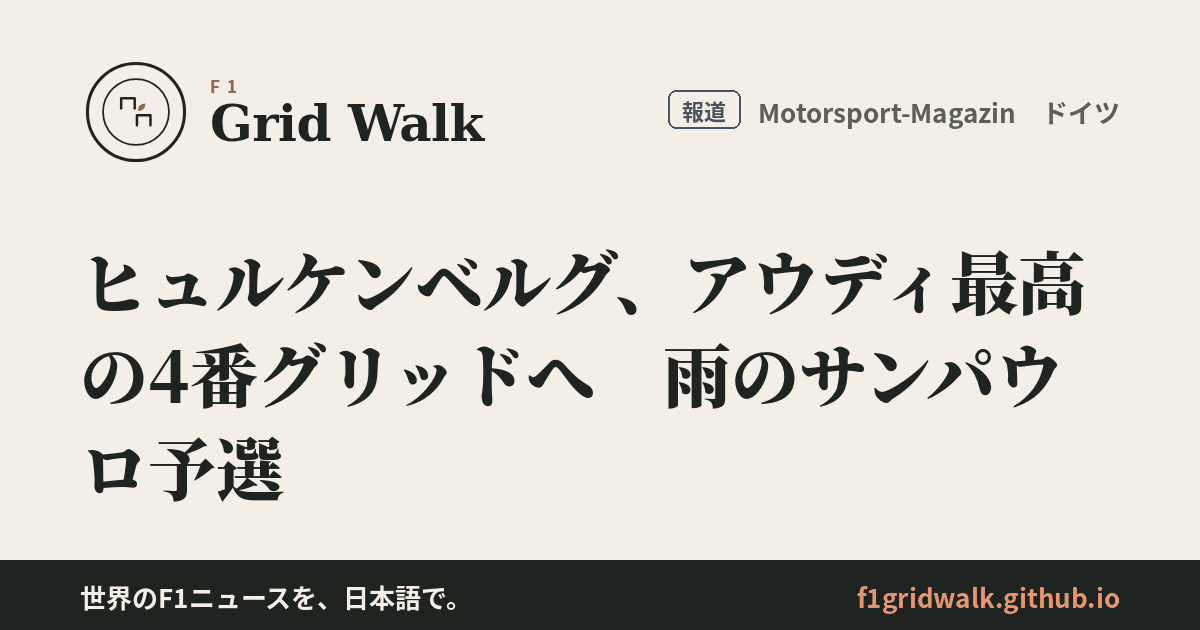 F1
Grid Walk
報道 Motorsport-Magazin ドイツ
ヒュルケンベルグ、アウディ最高
の4番グリッドへ 雨のサンパウ
ロ予選
世界のF1ニュースを、日本語で。
f1gridwalk.github.io